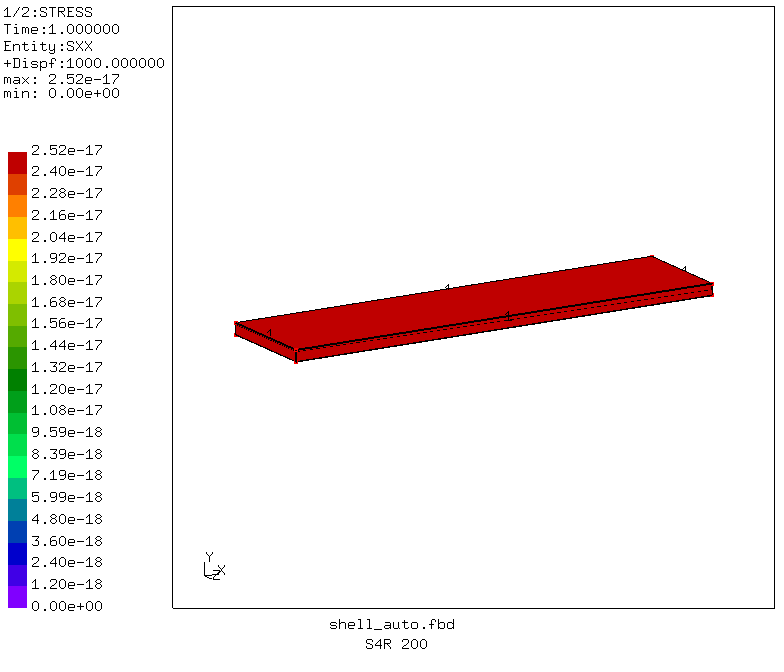 1/2:STRESS
Time:1.000000
Entity:SXX
+Dispf:1000.000000
max: 2.52e-17
min: 0.00e+00
2.52e-17
2.40e-17
2.28e-17
2.16e-17
2.04e-17
1.92e-17
1.80e-17
1.68e-17
1.56e-17
1.44e-17
1.32e-17
1.20e-17
1.08e-17
9.59e-18
8.39e-18
7.19e-18
5.99e-18
4.80e-18
3.60e-18
2.40e-18
1.20e-18
0.00e+00
4
4
1
1
Y
X
Z
shell_auto.fbd
S4R 200